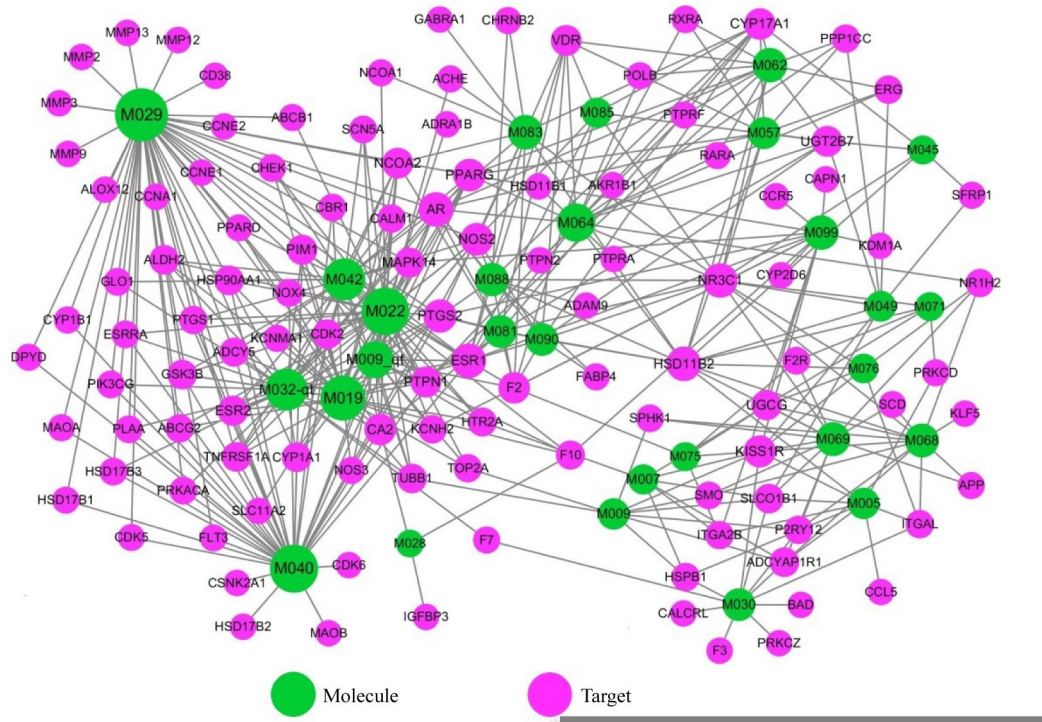 GABRA1
CHRNB2
RXRA
CYP17A1
MMP13
MMP12
VDR
PPP1CC
MMP2
NCOA1
ACHE
POLB
M062
CD38
ERG
MMP3
M029
CCNE2
ABCB1
SCN5A
ADRA1B
M083
M085
PTPRF
M057
UGT2B7
MMP9
CHEK1
NCOA2
PPARG
HSD11B1
AKR1B1
RARA
M045
ALOX12
CCNA1
CCNE1
CBR1
CALM1
AR
M064
CCR5
CAPN1
SFRP1
PPARD
PIM1
NOS2
M099
KDM1A
ALDH2
MAPK14
PTPN2
PTPRA
GLO1
HSP90AA1
NOX4
M042
M088
NR3C1
CYP2D6
NR1H2
CYP1B1
PTGS1
M022
PTGS2
ADAM9
M049
M071
ESRRA
KCNMA1
CDK2
M081
M090
DPYD
ADCY5
M009_qt
ESR1
HSD11B2
F2R
M076
PRKCD
PIK3CG
GSK3B
M032-qt
M019
PTPN1
F2
FABP4
MAOA
PLAA
ABCG2
ESR2
CA2
KCNH2
HTR2A
SPHK1
UGCG
SCD
KLF5
HSD17B3
TNFRSF1A
CYP1A1
NOS3
TOP2A
F10
M075
KISS1R
M069
M068
HSD17B1
PRKACA
TUBB1
M007
SMO
SLCO1B1
APP
SLC11A2
M009
M005
CDK5
FLT3
M028
F7
ITGA2B
P2RY12
ITGAL
M040
CDK6
HSPB1
ADCYAP1R1
CSNK2A1
CCL5
HSD17B2
MAOB
IGFBP3
CALCRL
M030
BAD
F3
PRKCZ
Molecule
Target